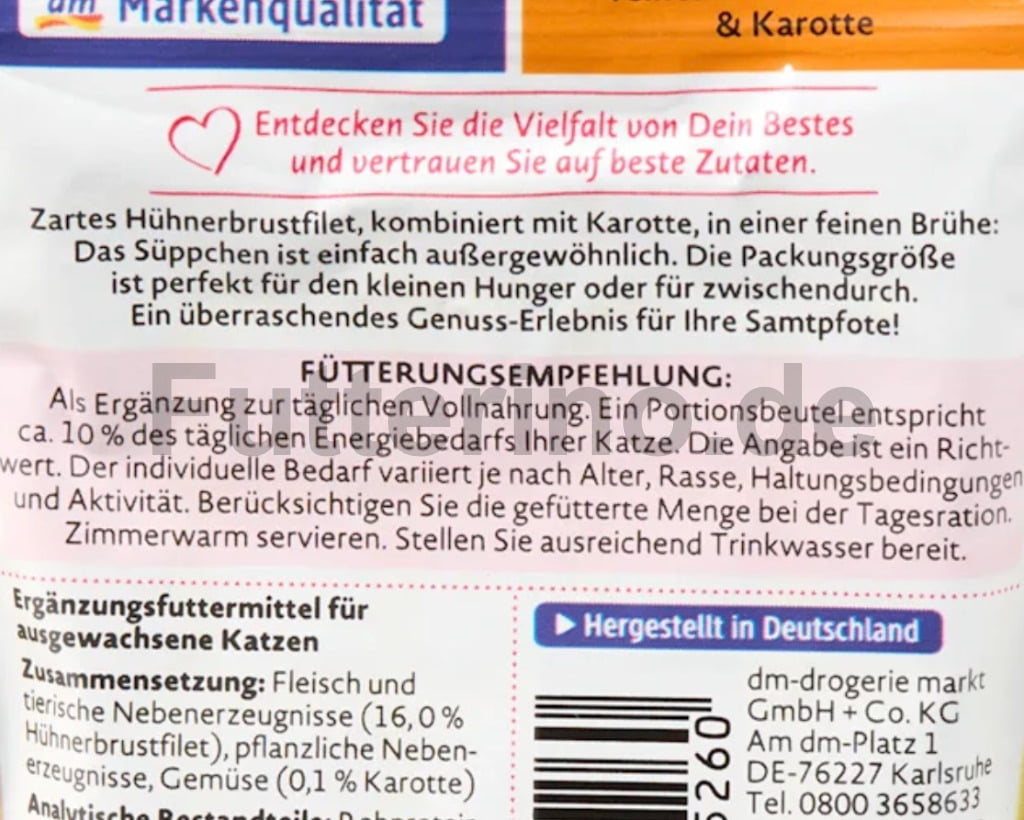 dm Markenqualität
& Karotte
Entdecken Sie die Vielfalt von Dein Bestes
und vertrauen Sie auf beste Zutaten.
Zartes Hühnerbrustfilet, kombiniert mit Karotte, in einer feinen Brühe:
Das Süppchen ist einfach außergewöhnlich. Die Packungsgröße
ist perfekt für den kleinen Hunger oder für zwischendurch.
Ein überraschendes Genuss-Erlebnis für Ihre Samtpfote!
Futterino.de
FÜTTERUNGSEMPFEHLUNG:
Als Ergänzung zur täglichen Vollnahrung. Ein Portionsbeutel entspricht
ca. 10 % des täglichen Energiebedarfs Ihrer Katze. Die Angabe ist ein Richt-
wert. Der individuelle Bedarf variiert je nach Alter, Rasse, Haltungsbedingungen
und Aktivität. Berücksichtigen Sie die gefütterte Menge bei der Tagesration.
Zimmerwarm servieren. Stellen Sie ausreichend Trinkwasser bereit.
Ergänzungsfuttermittel für
ausgewachsene Katzen
Zusammensetzung: Fleisch und
tierische Nebenerzeugnisse (16,0 %
Hühnerbrustfilet), pflanzliche Neben-
erzeugnisse, Gemüse (0,1 % Karotte)
Analytische Bestandteile: Rohprotein
Hergestellt in Deutschland
5260
dm-drogerie markt
GmbH + Co. KG
Am dm-Platz 1
DE-76227 Karlsruhe
Tel. 0800 3658633